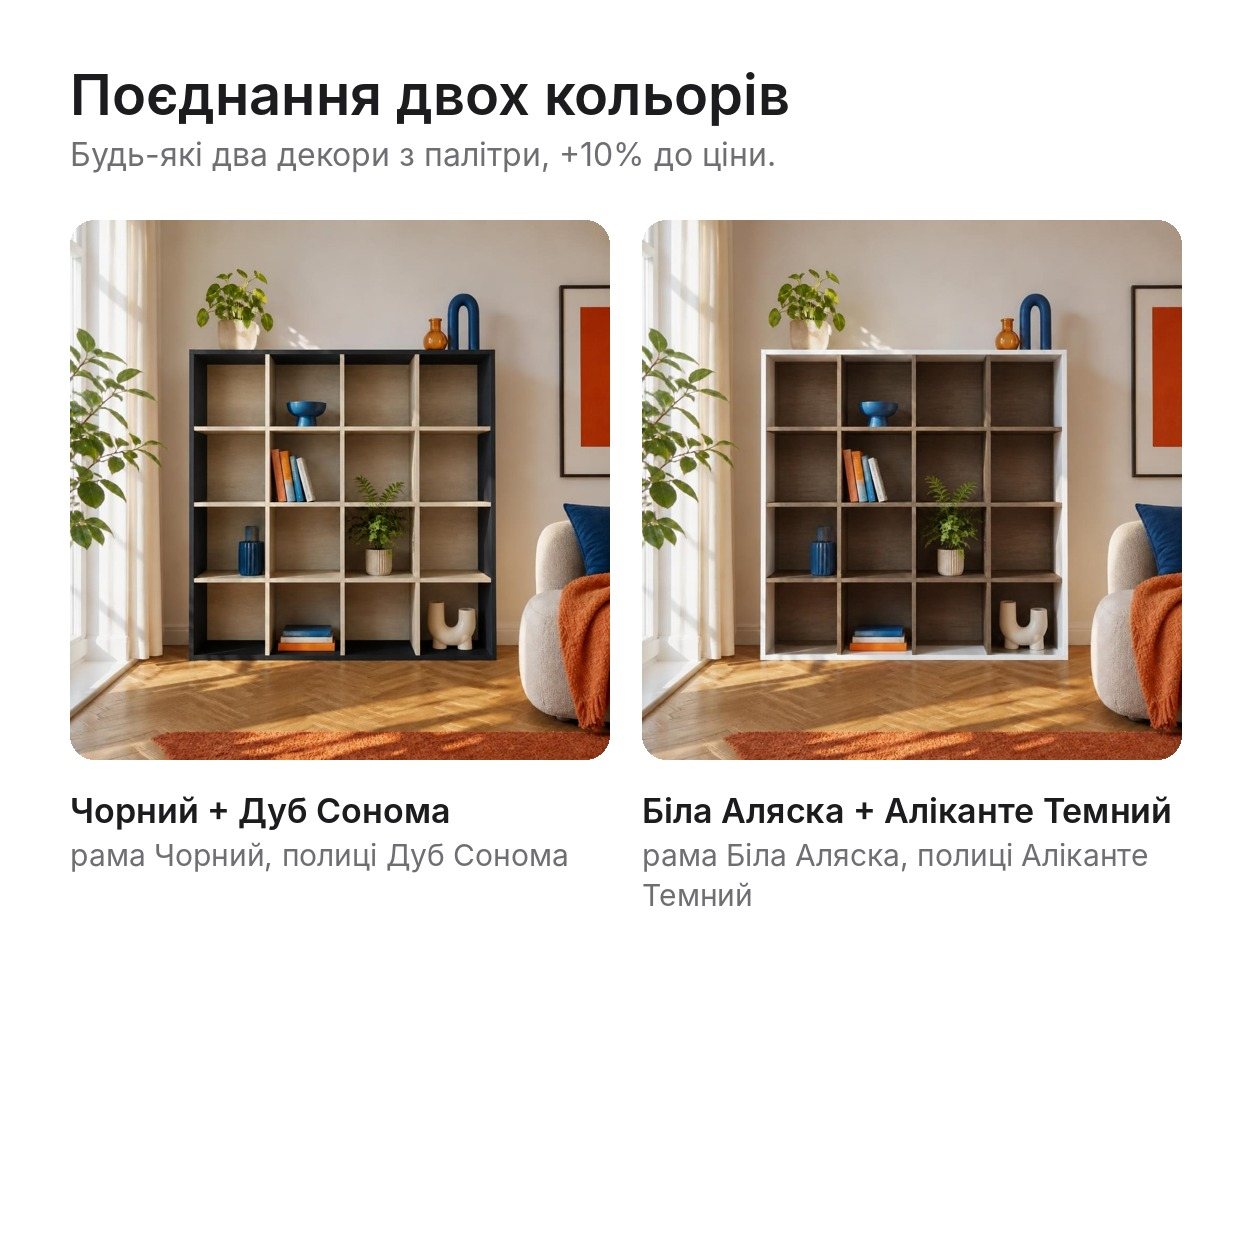 Поєднання двох кольорів
Будь-які два декори з палітри, +10% до ціни.
Чорний + Дуб Сонома
рама Чорний, полиці Дуб Сонома
Біла Аляска + Аліканте Темний
рама Біла Аляска, полиці Аліканте
Темний